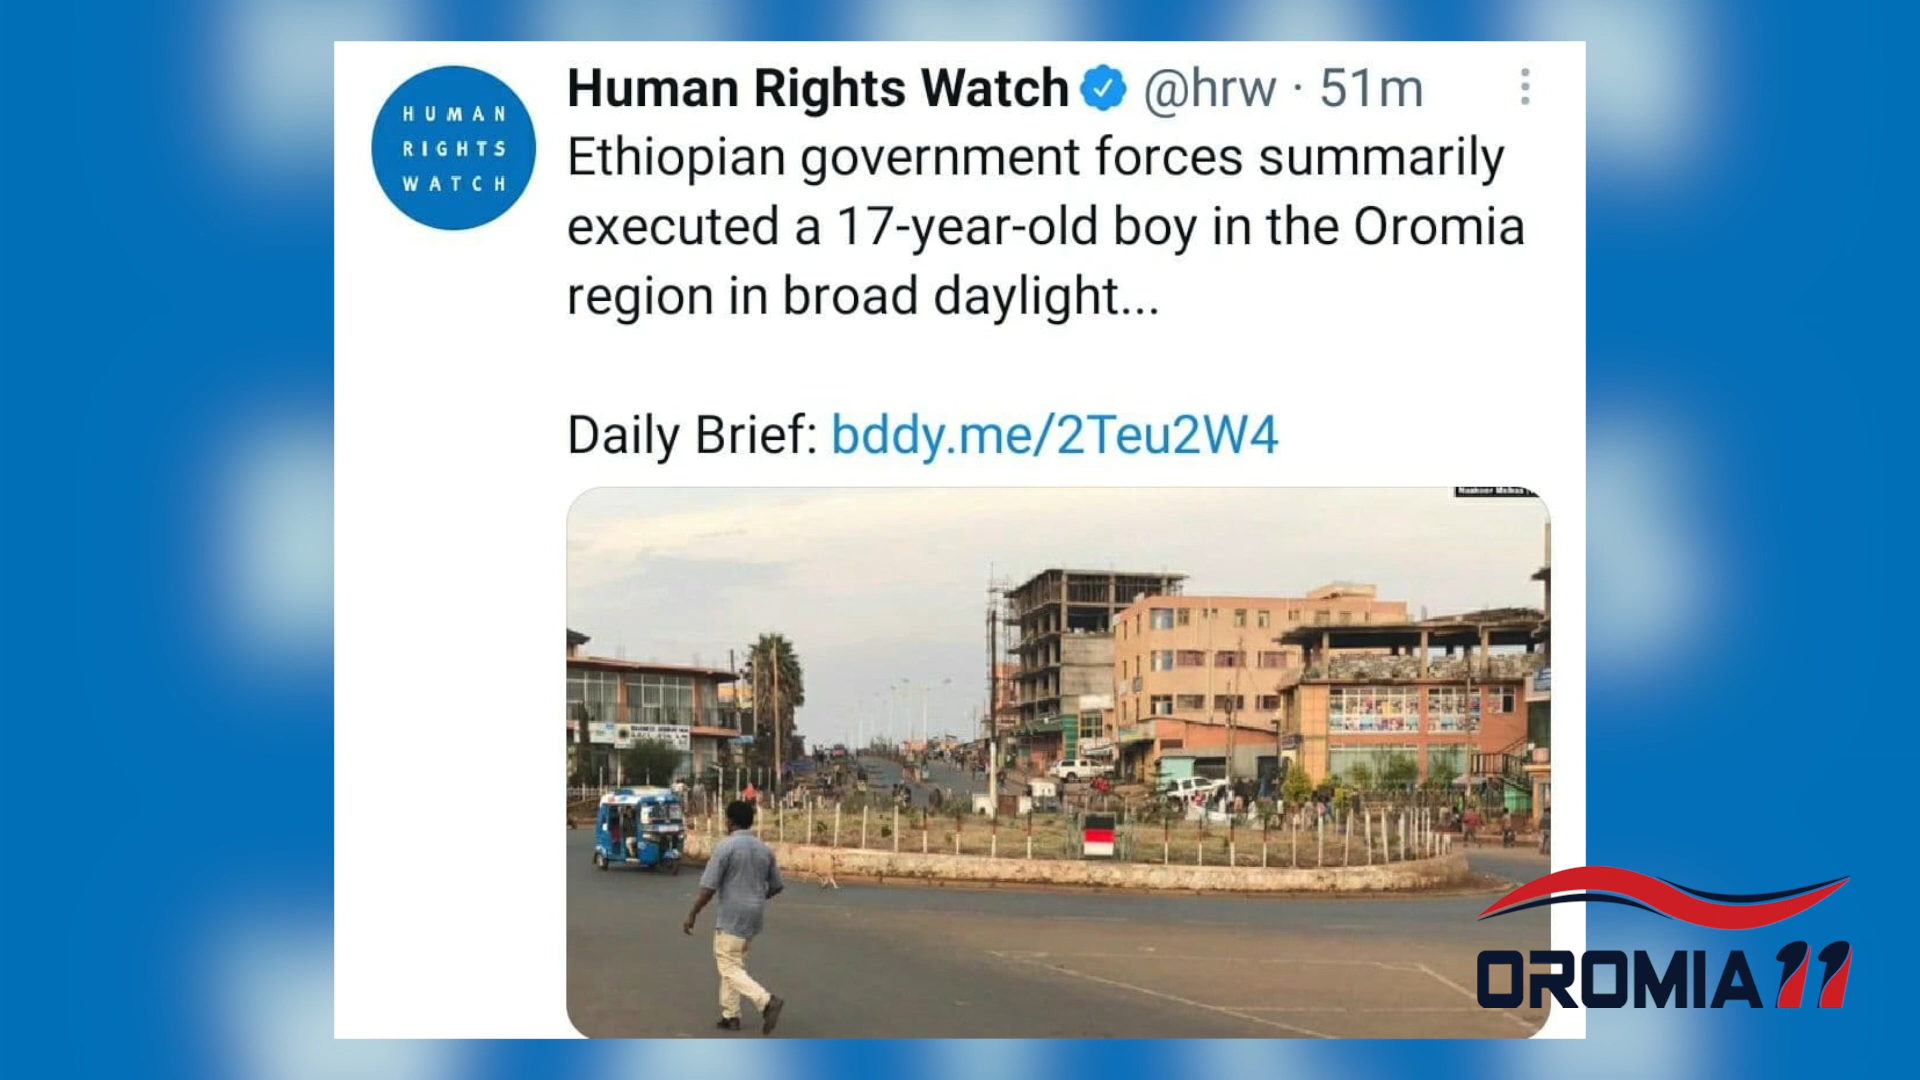 HUMAN
RIGHTS
WATCH
Human Rights Watch @hrw · 51m
Ethiopian government forces summarily
executed a 17-year-old boy in the Oromia
region in broad daylight...
Daily Brief: bddy.me/2Teu2W4
OROMIA 11